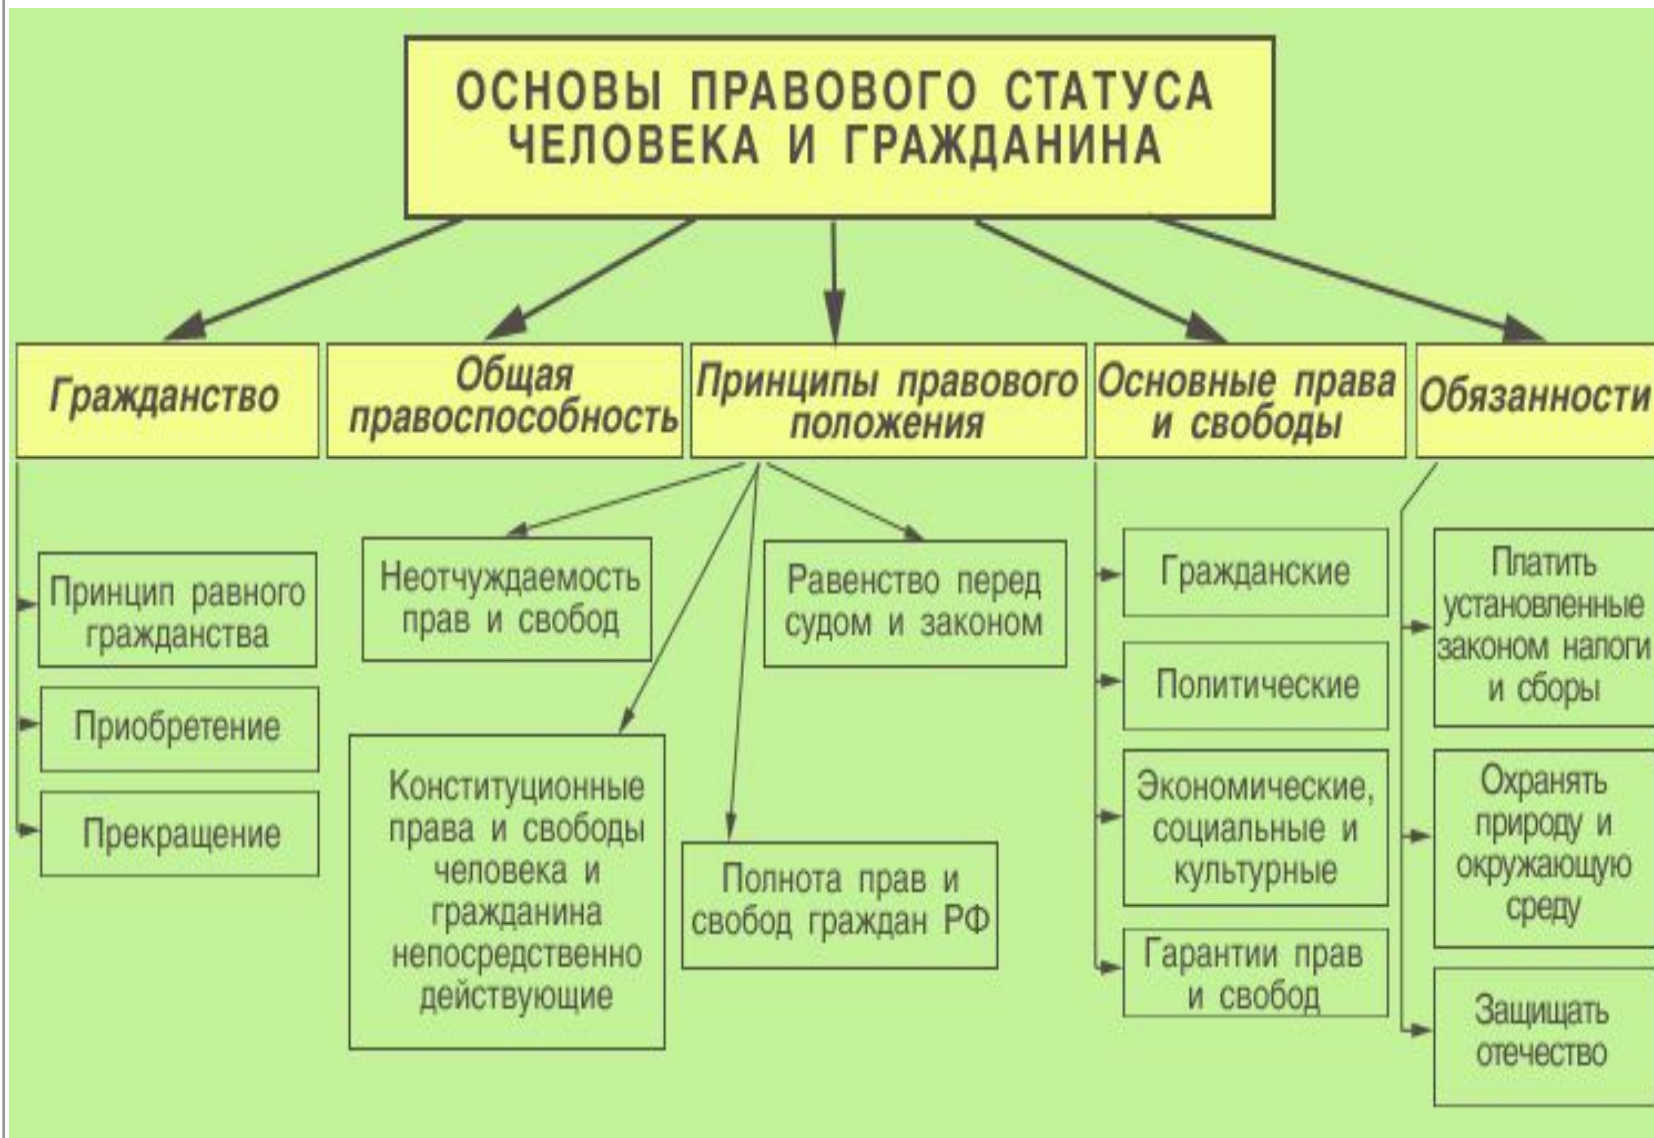 ОСНОВЫ ПРАВОВОГО СТАТУСА
ЧЕЛОВЕКА И ГРАЖДАНИНА
Гражданство
Общая
правоспособность
Принципы правового
положения
Основные права
и свободы
Обязанности
Принцип равного
гражданства
Приобретение
Прекращение
Неотчуждаемость
прав и свобод
Равенство перед
судом и законом
Конституционные
права и свободы
человека и
гражданина
непосредственно
действующие
Полнота прав и
свобод граждан РФ
Гражданские
Политические
Экономические,
социальные и
культурные
Гарантии прав
и свобод
Платить
установленные
законом налоги
и сборы
Охранять
природу и
окружающую
среду
Защищать
отечество